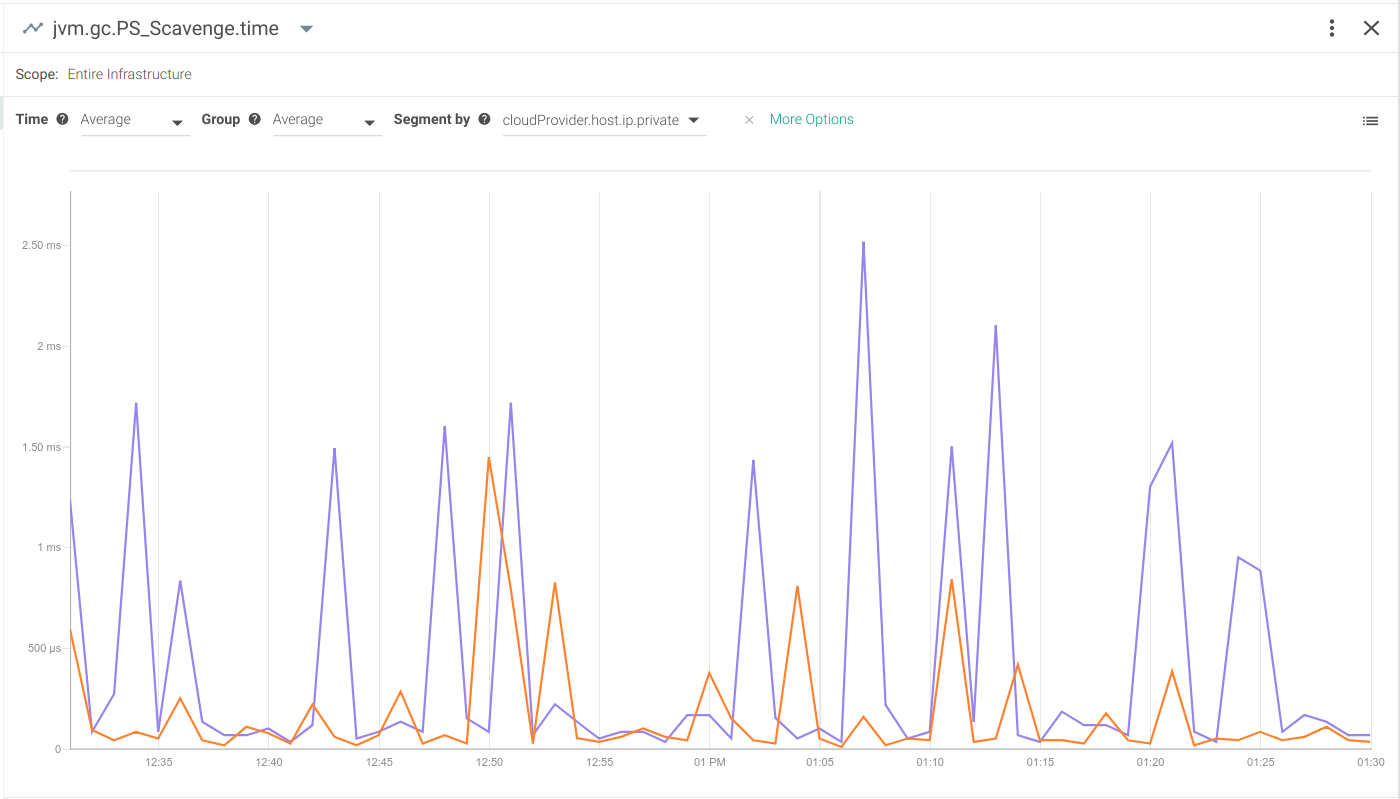 jvm.gc.PS_Scavenge.time
Scope: Entire Infrastructure
Time ? Average Group ? Average Segment by ? cloudProvider.host.ip.private × More Options
2.50 ms
2 ms
1.50 ms
1 ms
500 µs
0
12:35 12:40 12:45 12:50 12:55 01 PM 01:05 01:10 01:15 01:20 01:25 01:30